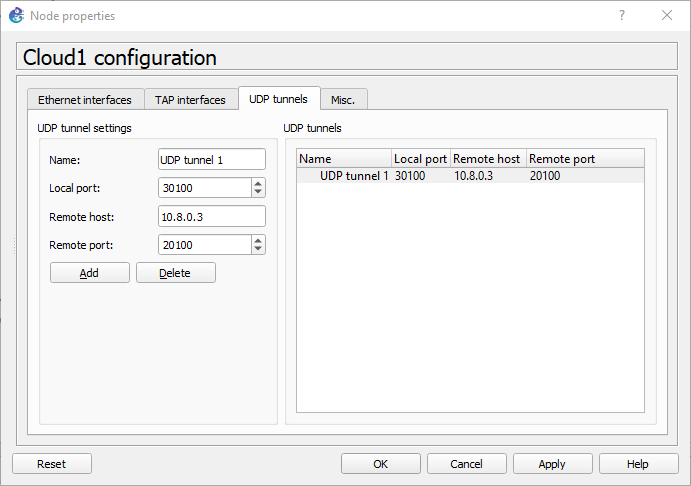 Node properties
Cloud1 configuration
Ethernet interfaces TAP interfaces UDP tunnels Misc.
UDP tunnel settings
Name: UDP tunnel 1
Local port: 30100
Remote host: 10.8.0.3
Remote port: 20100
Add Delete
UDP tunnels
Name Local port Remote host Remote port
UDP tunnel 1 30100 10.8.0.3 20100
Reset OK Cancel Apply Help